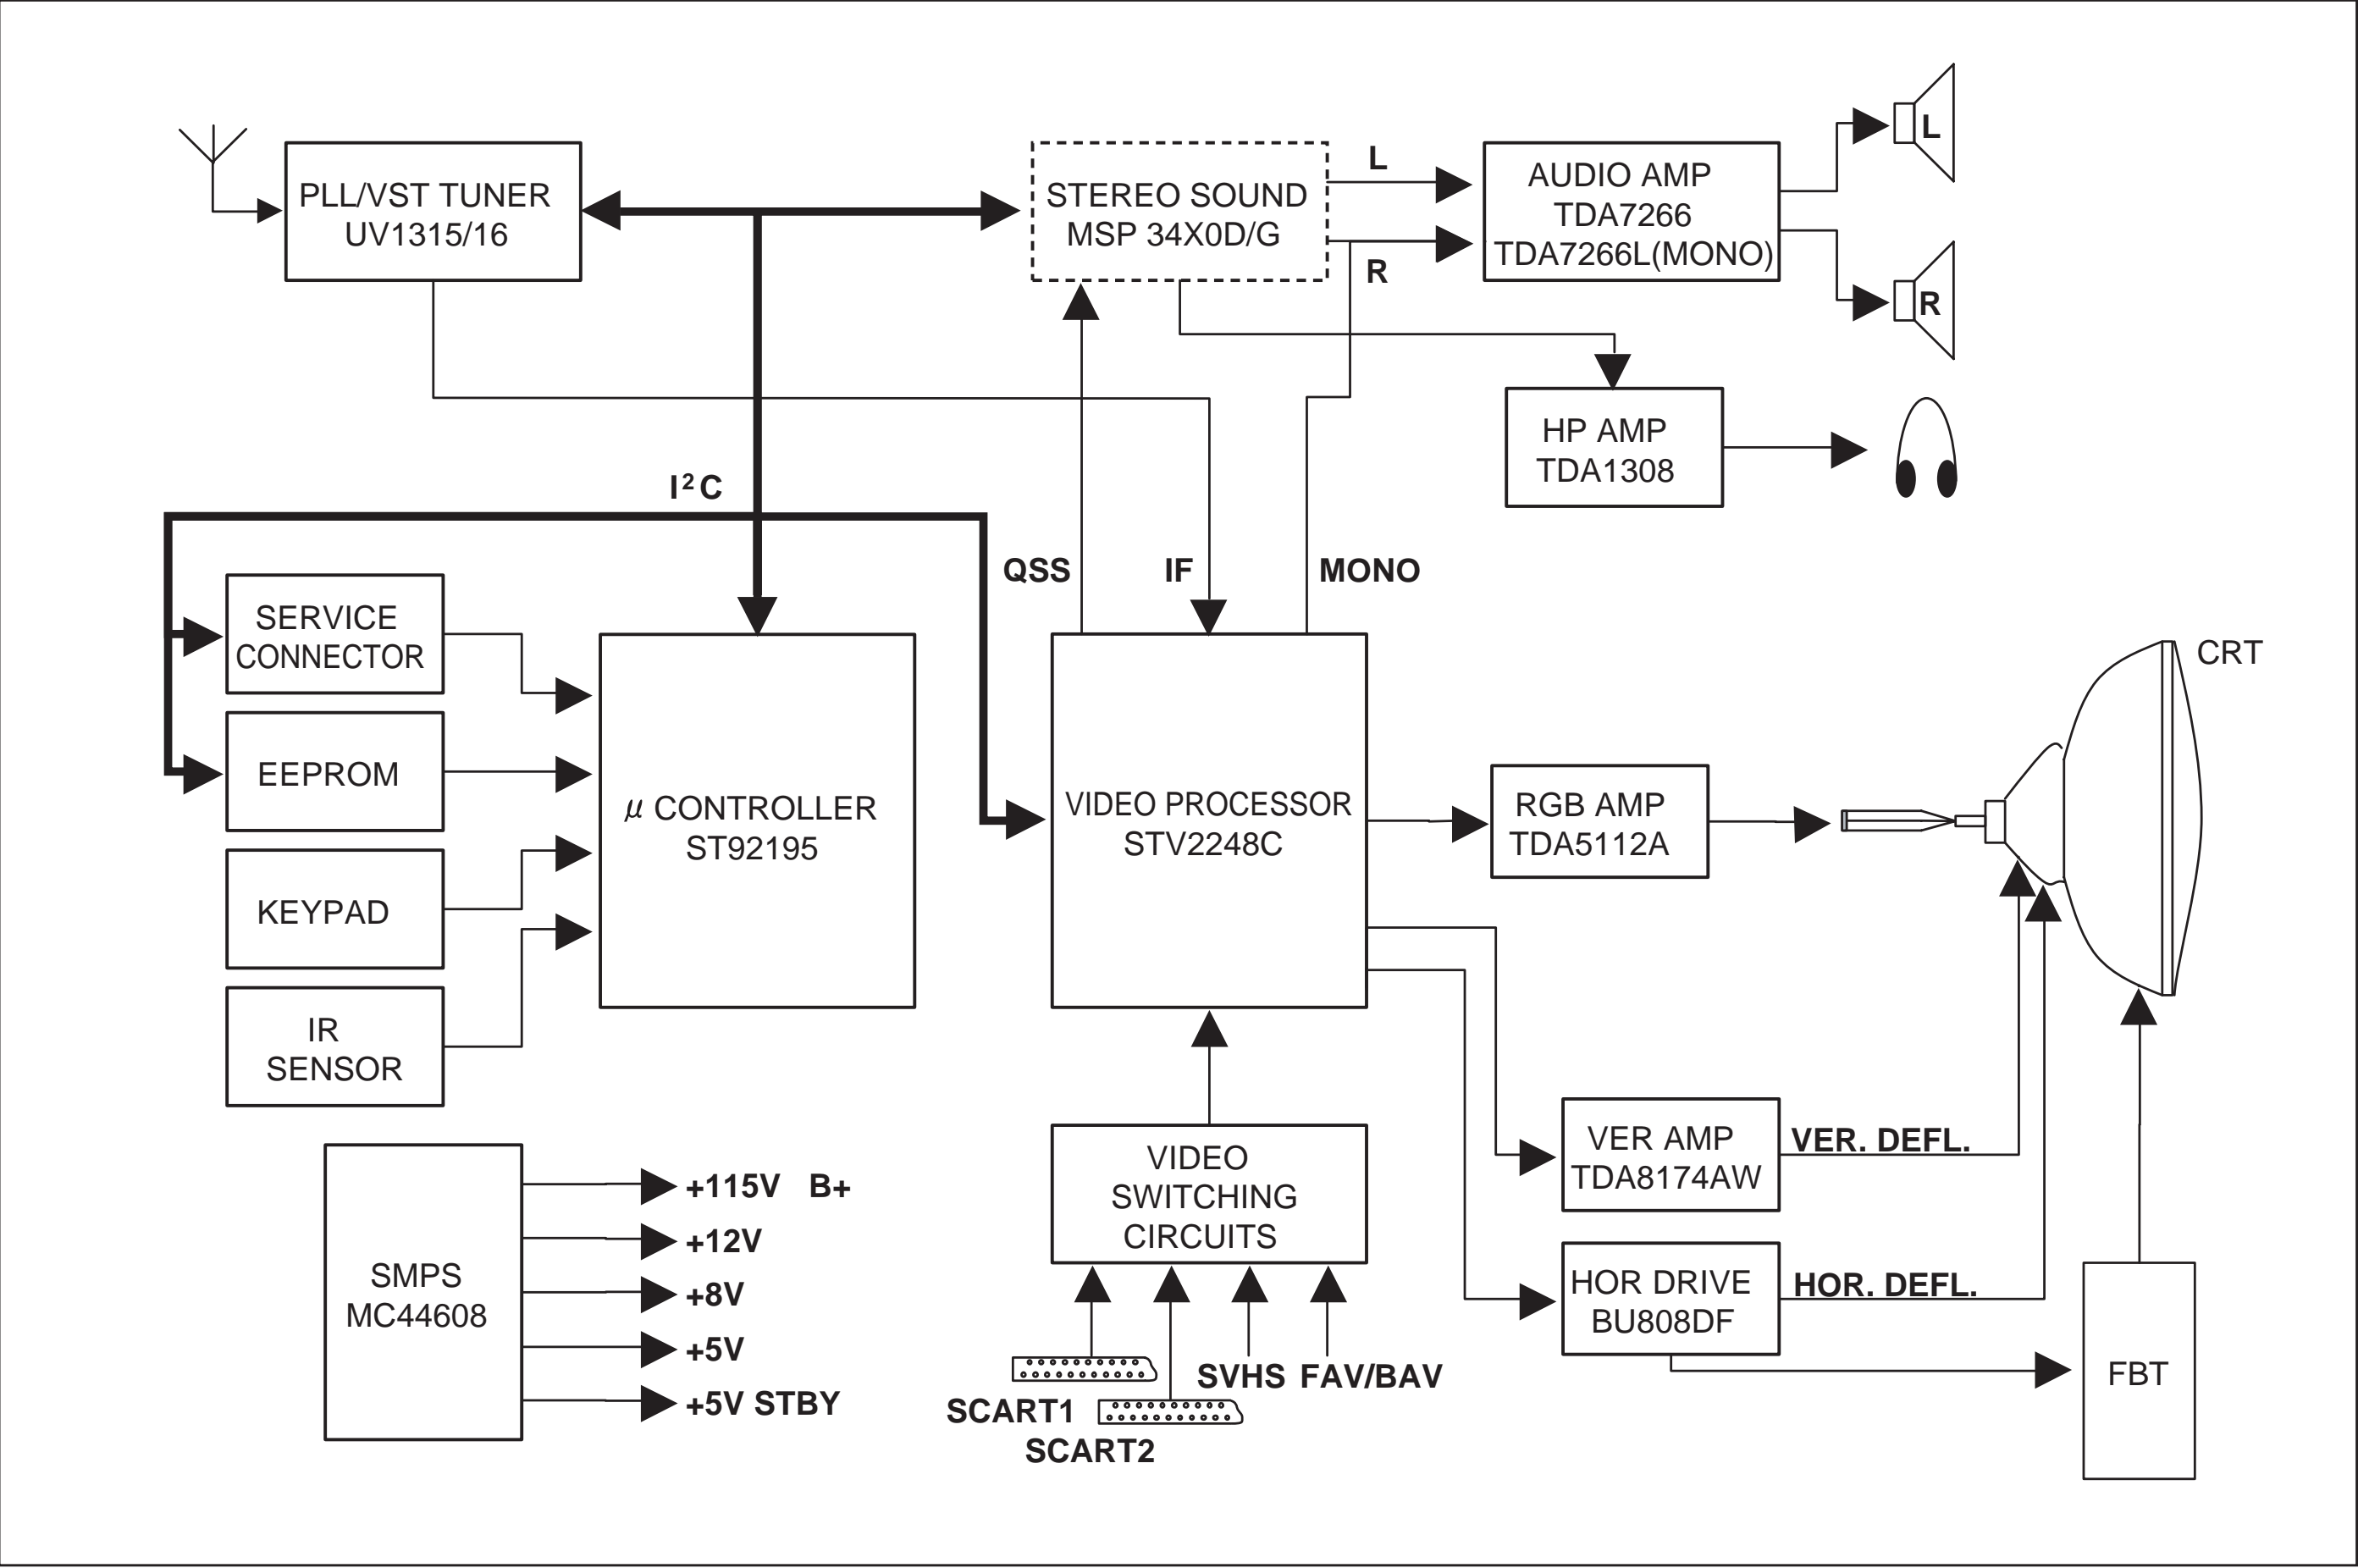 PLL/VST TUNER
UV1315/16
STEREO SOUND
MSP 34X0D/G
L
R
AUDIO AMP
TDA7266
TDA7266L(MONO)
L
R
HP AMP
TDA1308
I²C
QSS
IF
MONO
SERVICE
CONNECTOR
EEPROM
KEYPAD
IR
SENSOR
μ CONTROLLER
ST92195
VIDEO PROCESSOR
STV2248C
RGB AMP
TDA5112A
CRT
VER AMP
TDA8174AW
VER. DEFL.
HOR DRIVE
BU808DF
HOR. DEFL.
FBT
VIDEO
SWITCHING
CIRCUITS
SVHS
FAV/BAV
SCART1
SCART2
SMPS
MC44608
+115V B+
+12V
+8V
+5V
+5V STBY